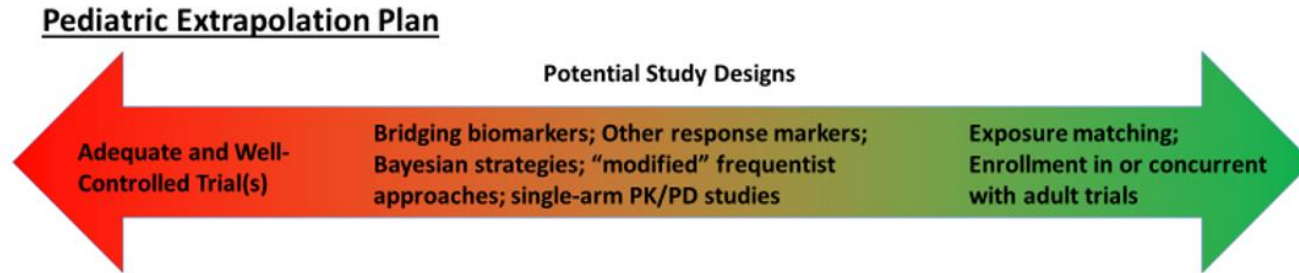 Pediatric Extrapolation Plan
Potential Study Designs
Adequate and Well-
Controlled Trial(s)
Bridging biomarkers; Other response markers;
Bayesian strategies; “modified” frequentist
approaches; single-arm PK/PD studies
Exposure matching;
Enrollment in or concurrent
with adult trials